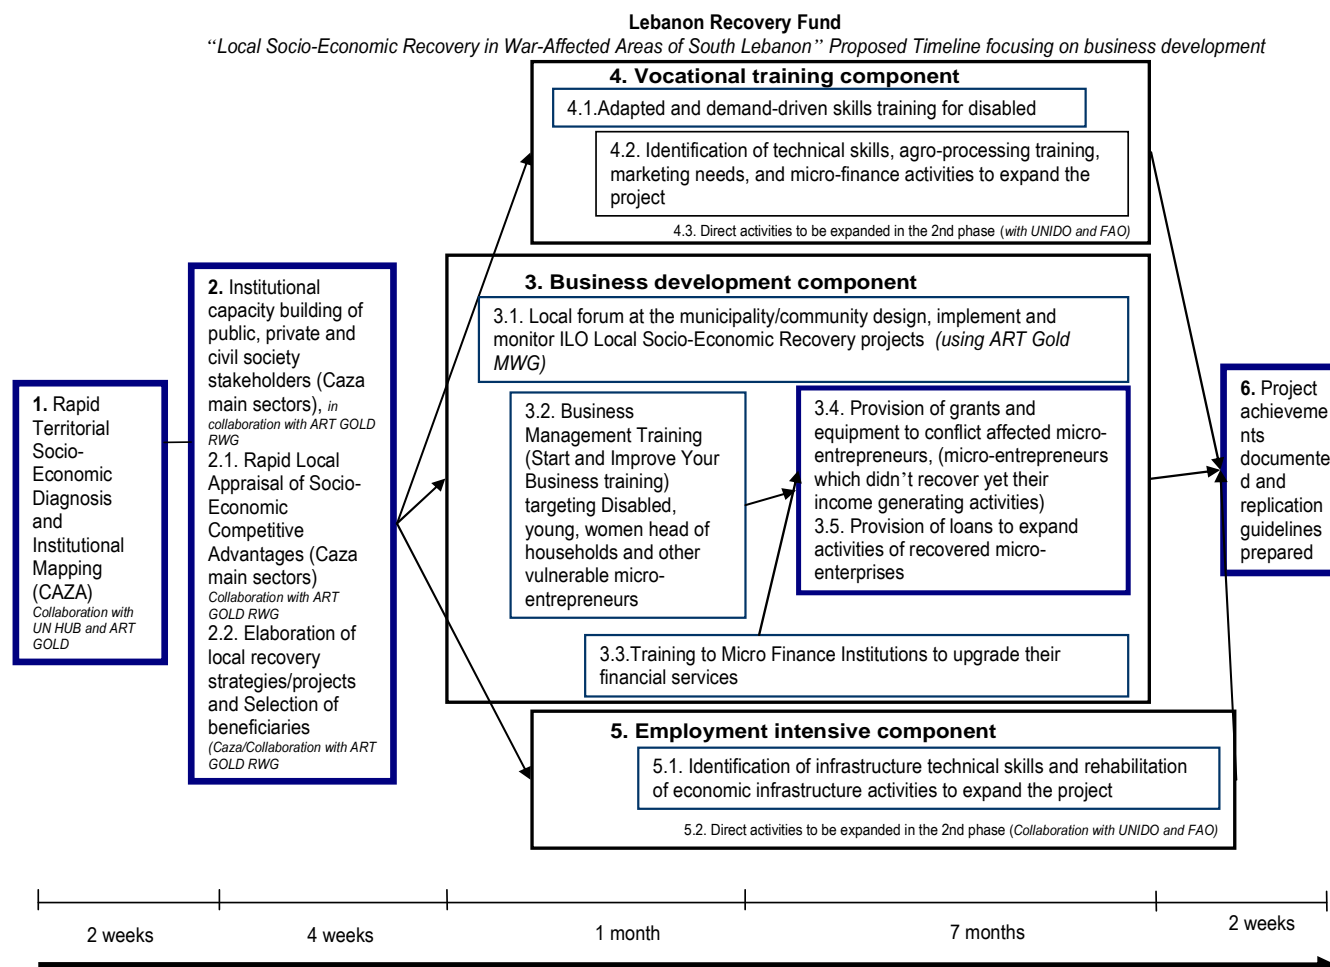 Lebanon Recovery Fund
“Local Socio-Economic Recovery in War-Affected Areas of South Lebanon” Proposed Timeline focusing on business development
4. Vocational training component
4.1.Adapted and demand-driven skills training for disabled
4.2. Identification of technical skills, agro-processing training,
marketing needs, and micro-finance activities to expand the
project
4.3. Direct activities to be expanded in the 2nd phase (with UNIDO and FAO)
1. Rapid
Territorial
Socio-
Economic
Diagnosis
and
Institutional
Mapping
(CAZA)
Collaboration with
UN HUB and ART
GOLD
2. Institutional
capacity building of
public, private and
civil society
stakeholders (Caza
main sectors), in
collaboration with ART GOLD
RWG
2.1. Rapid Local
Appraisal of Socio-
Economic
Competitive
Advantages (Caza
main sectors)
Collaboration with ART
GOLD RWG
2.2. Elaboration of
local recovery
strategies/projects
and Selection of
beneficiaries
(Caza/Collaboration with ART
GOLD RWG
3. Business development component
3.1. Local forum at the municipality/community design, implement and
monitor ILO Local Socio-Economic Recovery projects (using ART Gold
MWG)
3.2. Business
Management Training
(Start and Improve Your
Business training)
targeting Disabled,
young, women head of
households and other
vulnerable micro-
entrepreneurs
3.4. Provision of grants and
equipment to conflict affected micro-
entrepreneurs, (micro-entrepreneurs
which didn’t recover yet their
income generating activities)
3.5. Provision of loans to expand
activities of recovered micro-
enterprises
3.3.Training to Micro Finance Institutions to upgrade their
financial services
5. Employment intensive component
5.1. Identification of infrastructure technical skills and rehabilitation
of economic infrastructure activities to expand the project
5.2. Direct activities to be expanded in the 2nd phase (Collaboration with UNIDO and FAO)
6. Project
achieveme
nts
documente
d and
replication
guidelines
prepared
2 weeks
4 weeks
1 month
7 months
2 weeks